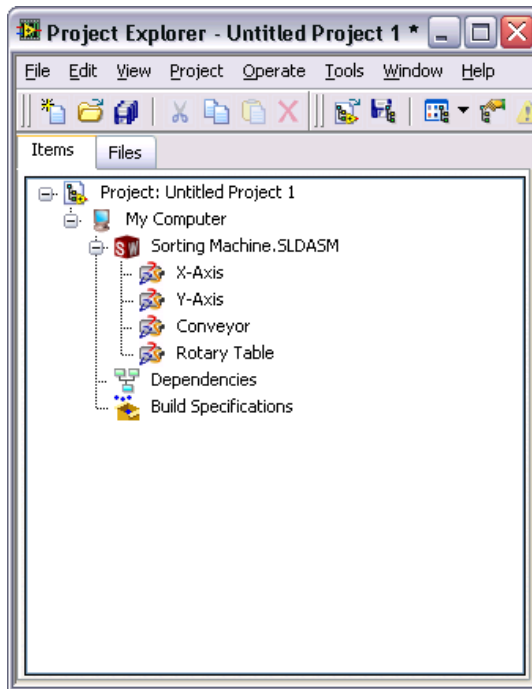 Project Explorer - Untitled Project 1 *
File Edit View Project Operate Tools Window Help
Items Files
Project: Untitled Project 1
My Computer
SW Sorting Machine.SLDASM
X-Axis
Y-Axis
Conveyor
Rotary Table
Dependencies
Build Specifications